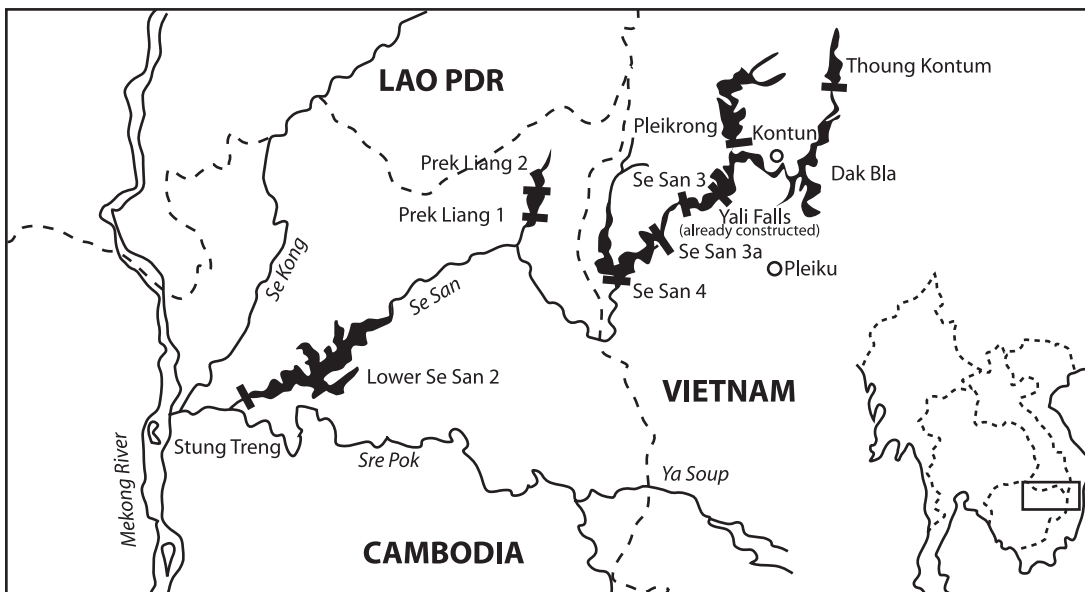 LAO PDR
Thoung Kontum
Pleikrong
Kontun
Prek Liang 2
Dak Bla
Se San 3
Prek Liang 1
Yali Falls
(already constructed)
Se San 3a
Se Kong
Pleiku
Se San
Se San 4
Lower Se San 2
VIETNAM
Stung Treng
Sre Pok
Ya Soup
Mekong River
CAMBODIA